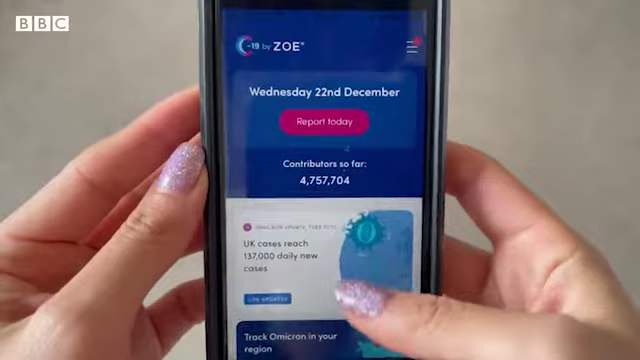 BBC
C-19 by ZOE
Wednesday 22nd December
Report today
Contributors so far:
4,757,704
UK cases reach
137,000 daily new
cases
Track Omicron in your
region